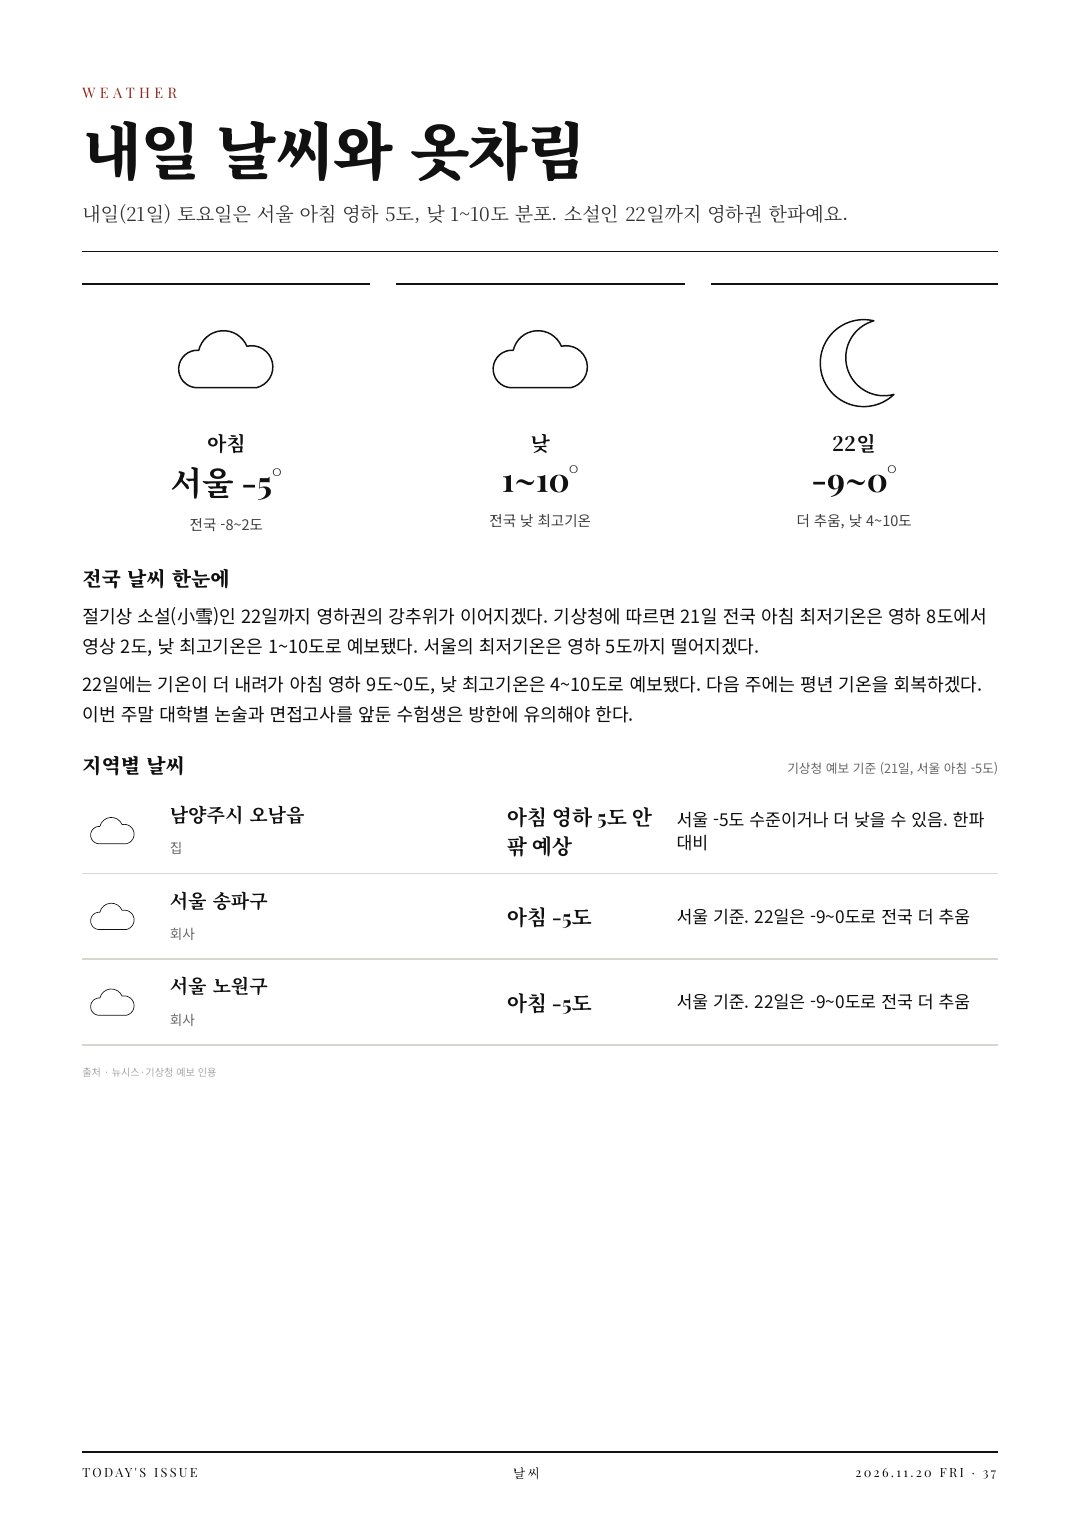 WEATHER
내일 날씨와 옷차림
내일(21일) 토요일은 서울 아침 영하 5도, 낮 1~10도 분포. 소설인 22일까지 영하권 한파예요.
아침
서울 -5°
전국 -8~2도
낮
1~10°
전국 낮 최고기온
22일
-9~0°
더 추움, 낮 4~10도
전국 날씨 한눈에
절기상 소설(小雪)인 22일까지 영하권의 강추위가 이어지겠다. 기상청에 따르면 21일 전국 아침 최저기온은 영하 8도에서
영상 2도, 낮 최고기온은 1~10도로 예보됐다. 서울의 최저기온은 영하 5도까지 떨어지겠다.
22일에는 기온이 더 내려가 아침 영하 9도~0도, 낮 최고기온은 4~10도로 예보됐다. 다음 주에는 평년 기온을 회복하겠다.
이번 주말 대학별 논술과 면접고사를 앞둔 수험생은 방한에 유의해야 한다.
지역별 날씨
기상청 예보 기준 (21일, 서울 아침 -5도)
남양주시 오남읍
집
아침 영하 5도 안
팎 예상
서울 -5도 수준이거나 더 낮을 수 있음. 한파
대비
서울 송파구
회사
아침 -5도
서울 기준. 22일은 -9~0도로 전국 더 추움
서울 노원구
회사
아침 -5도
서울 기준. 22일은 -9~0도로 전국 더 추움
출처 · 뉴시스·기상청 예보 인용
TODAY'S ISSUE
날씨
2026.11.20 FRI · 37